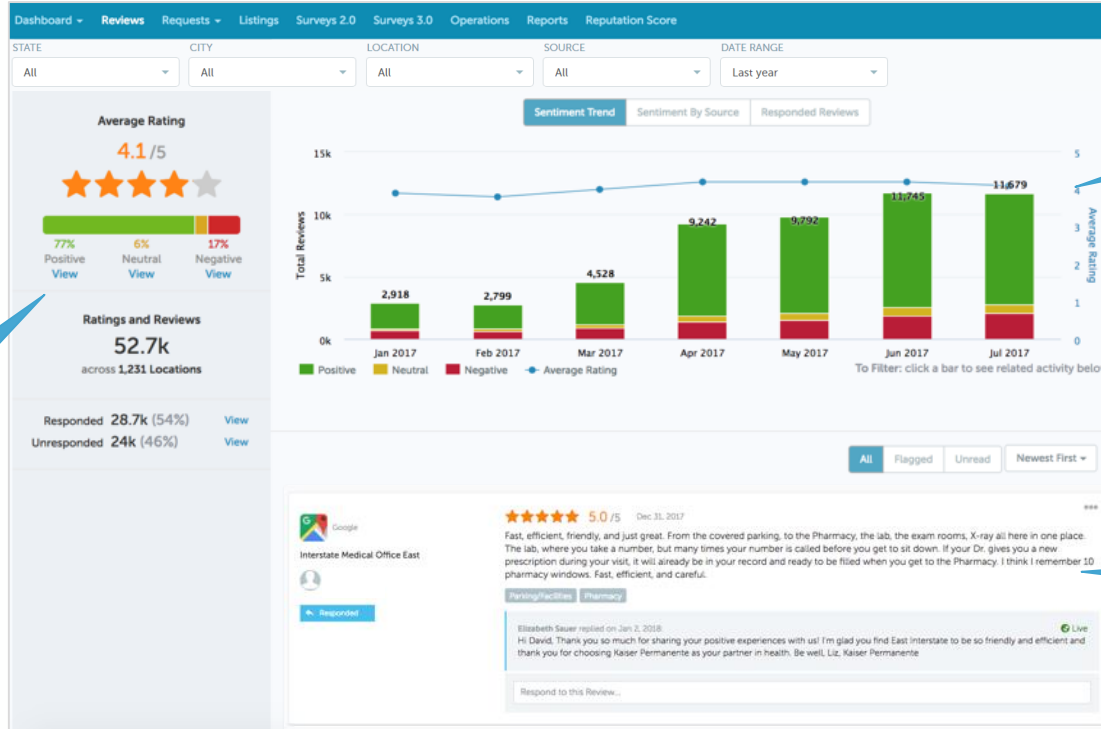 Dashboard Reviews Requests Listings Surveys 2.0 Surveys 3.0 Operations Reports Reputation Score
STATE CITY LOCATION SOURCE DATE RANGE
All All All All Last year
Average Rating
4.1 /5
77% 6% 17%
Positive Neutral Negative
View View View
Ratings and Reviews
52.7k
across 1,231 Locations
Responded 28.7k (54%) View
Unresponded 24k (46%) View
Sentiment Trend Sentiment By Source Responded Reviews
15k 5
4
10k 3
2
5k 1
0k 0
Total Reviews
Average Rating
2,918 2,799 4,528 9,242 9,792 11,745 11,679
Jan 2017 Feb 2017 Mar 2017 Apr 2017 May 2017 Jun 2017 Jul 2017
Positive Neutral Negative Average Rating
To Filter: click a bar to see related activity belo
All Flagged Unread Newest First
Google
Interstate Medical Office East
Responded
5.0 /5 Dec 31, 2017
Fast, efficient, friendly, and just great. From the covered parking, to the Pharmacy, the lab, the exam rooms, X-ray all here in one place.
The lab, where you take a number, but many times your number is called before you get to sit down. If your Dr. gives you a new
prescription during your visit, it will already be in your record and ready to be filled when you get to the Pharmacy. I think I remember 10
pharmacy windows. Fast, efficient, and careful.
Parking/Facilities Pharmacy
Elizabeth Sauer replied on Jan 2, 2018 Live
Hi David, Thank you so much for sharing your positive experiences with us! I'm glad you find East Interstate to be so friendly and efficient and
thank you for choosing Kaiser Permanente as your partner in health. Be well, Liz, Kaiser Permanente
Respond to this Review...